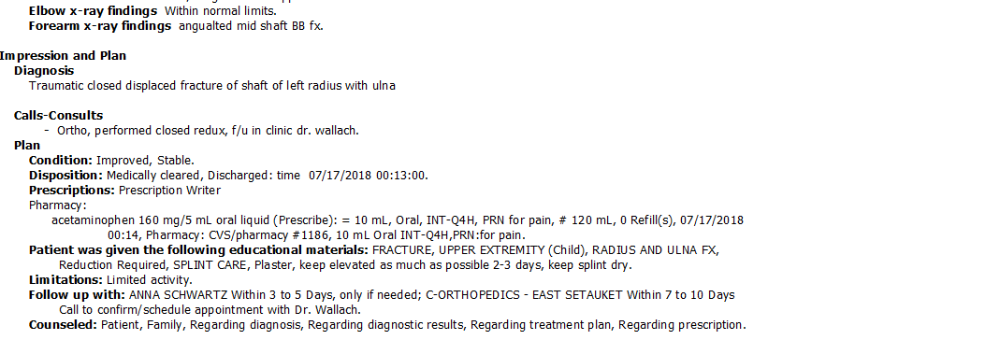 Elbow x-ray findings Within normal limits.
Forearm x-ray findings angualted mid shaft BB fx.
Impression and Plan
Diagnosis
Traumatic closed displaced fracture of shaft of left radius with ulna
Calls-Consults
- Ortho, performed closed redux, f/u in clinic dr. wallach.
Plan
Condition: Improved, Stable.
Disposition: Medically cleared, Discharged: time 07/17/2018 00:13:00.
Prescriptions: Prescription Writer
Pharmacy:
acetaminophen 160 mg/5 mL oral liquid (Prescribe): = 10 mL, Oral, INT-Q4H, PRN for pain, # 120 mL, 0 Refill(s), 07/17/2018
00:14, Pharmacy: CVS/pharmacy #1186, 10 mL Oral INT-Q4H,PRN:for pain.
Patient was given the following educational materials: FRACTURE, UPPER EXTREMITY (Child), RADIUS AND ULNA FX,
Reduction Required, SPLINT CARE, Plaster, keep elevated as much as possible 2-3 days, keep splint dry.
Limitations: Limited activity.
Follow up with: ANNA SCHWARTZ Within 3 to 5 Days, only if needed; C-ORTHOPEDICS - EAST SETAUKET Within 7 to 10 Days
Call to confirm/schedule appointment with Dr. Wallach.
Counseled: Patient, Family, Regarding diagnosis, Regarding diagnostic results, Regarding treatment plan, Regarding prescription.